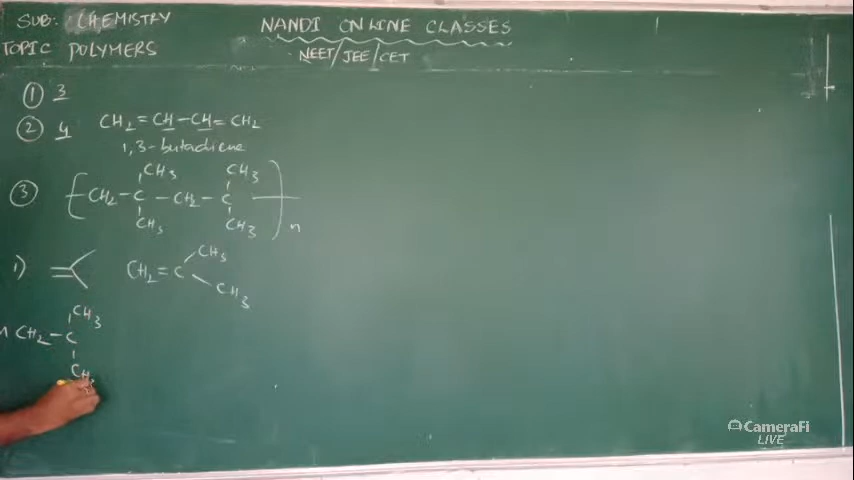 SUB: CHEMISTRY
TOPIC POLYMERS
NANDI ONLINE CLASSES
NEET/JEE/CET
① 3
② 4 CH2=CH-CH=CH2
1,3-butadiene
CH3 CH3
③ CH2-C-CH2-C
CH3 CH3
n
1) CH2=C
CH3
CH3
CH3
n CH2-C
CH3
CameraFi
LIVE